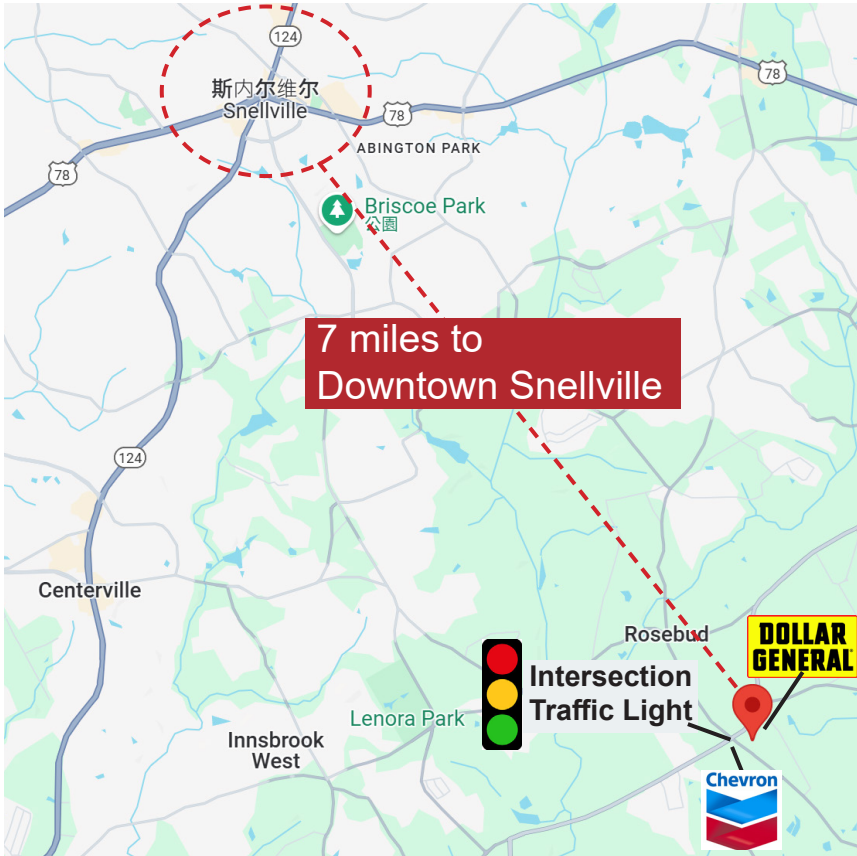 124
斯内尔维尔
Snellville
78
78
78
ABINGTON PARK
Briscoe Park
公園
7 miles to
Downtown Snellville
124
Centerville
Rosebud
DOLLAR
GENERAL
Intersection
Traffic Light
Lenora Park
Innsbrook
West
Chevron